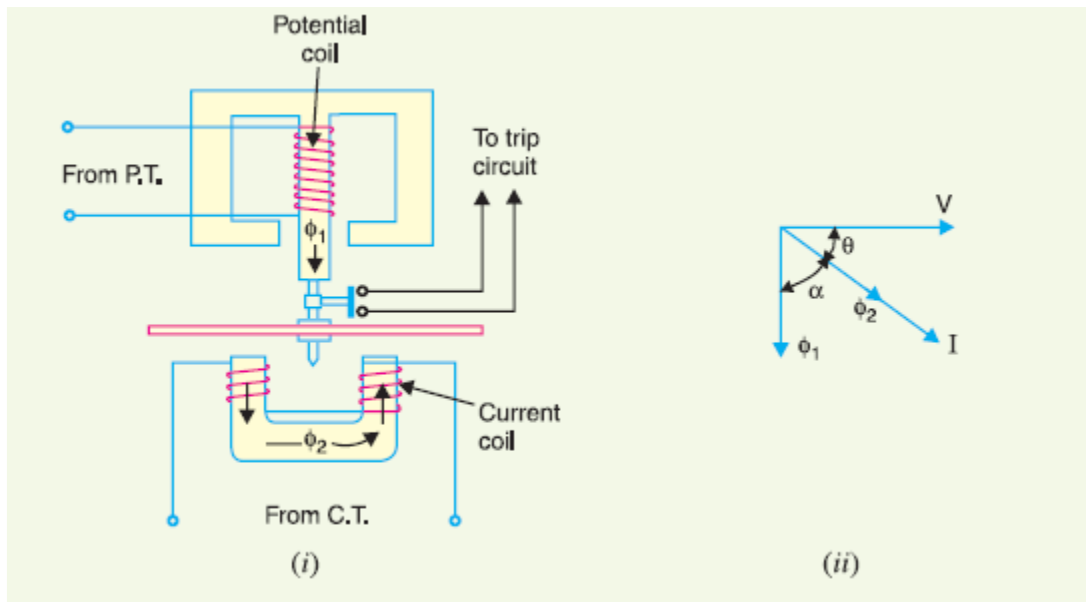 Potential
coil
From P.T.
To trip
circuit
ϕ1
Current
coil
ϕ2
From C.T.
(i)
V
θ
α
ϕ2
I
ϕ1
(ii)